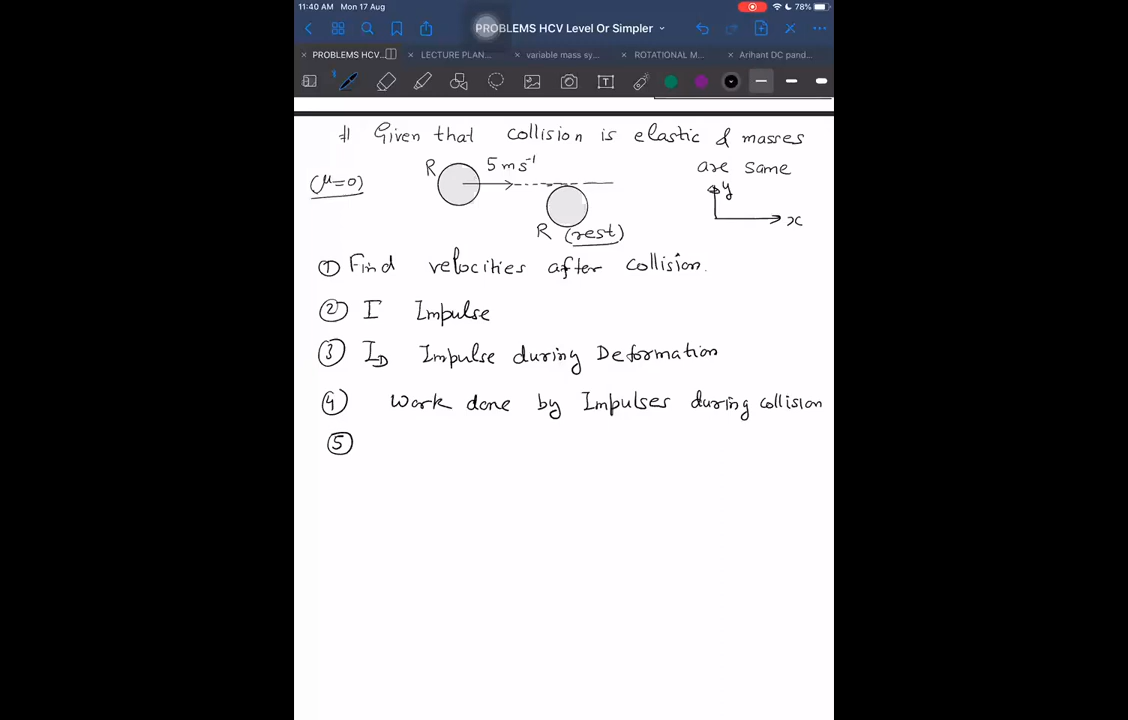 11:40 AM Mon 17 Aug
78%
PROBLEMS HCV Level Or Simpler
PROBLEMS HCV...
LECTURE PLAN...
variable mass sy...
ROTATIONAL M...
Arihant DC pand...
# Given that collision is elastic & masses
are same
(μ=0)
R
5 ms⁻¹
y
x
R (rest)
① Find velocities after collision.
② I Impulse
③ I_D Impulse during Deformation
④ Work done by Impulses during collision
⑤